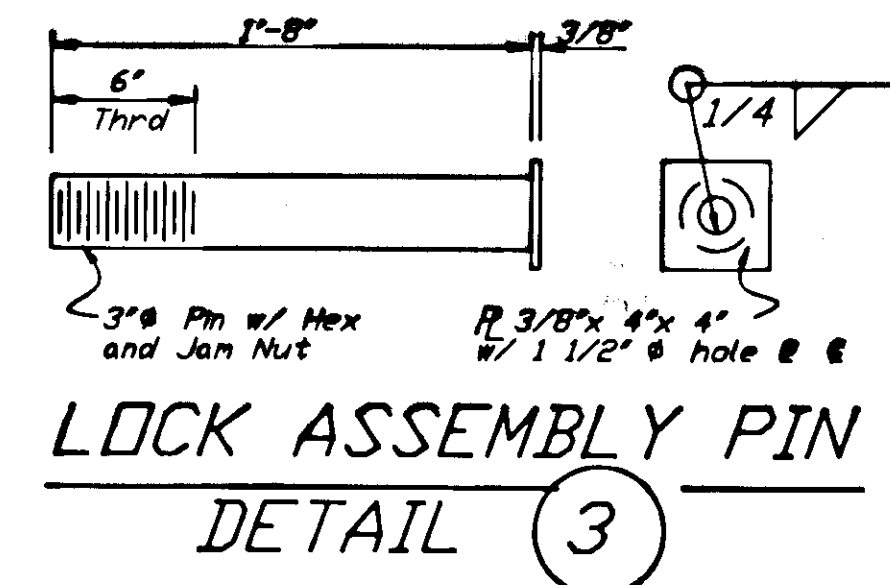 1'-8"
3/8"
6"
Thrd
1/4
3"ø Pin w/ Hex
and Jam Nut
PL 3/8"x 4"x 4"
w/ 1 1/2" ø hole @ ℄
LOCK ASSEMBLY PIN
DETAIL 3